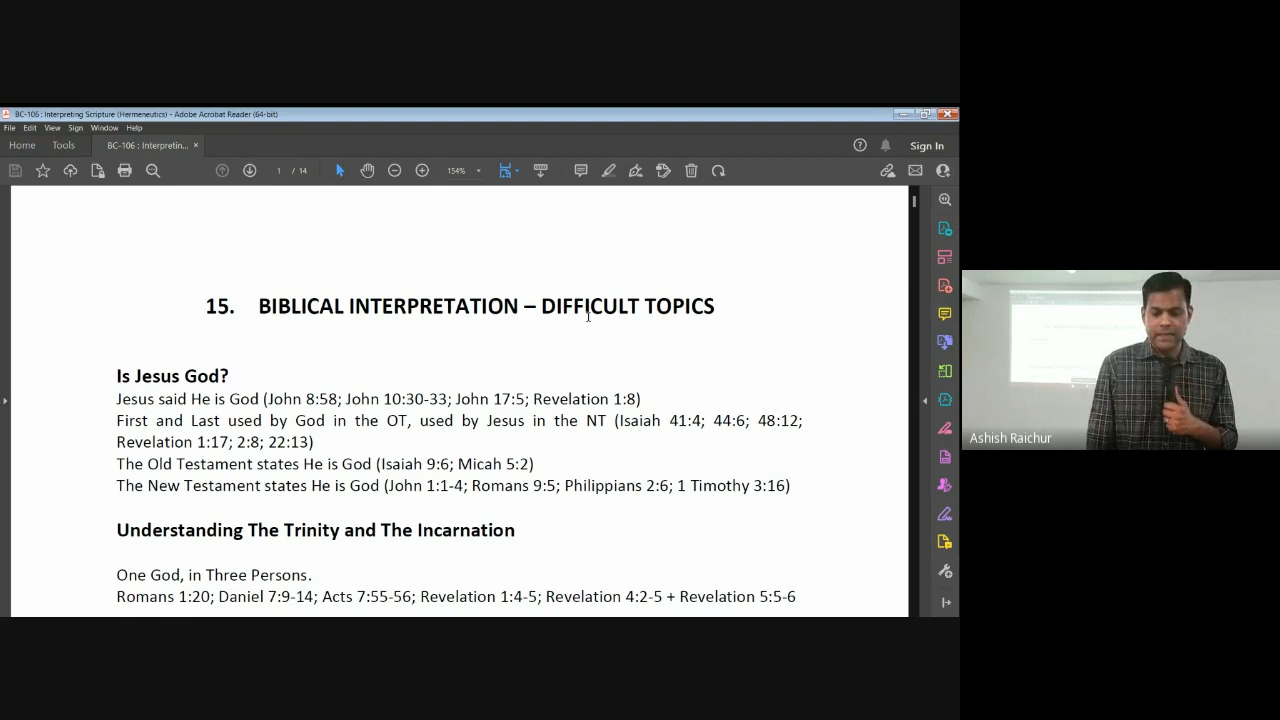 BC-106 : Interpreting Scripture (Hermeneutics) - Adobe Acrobat Reader (64-bit)
File Edit View Sign Window Help
Home Tools BC-106 : Interpretin... × Sign In
1 / 14 154%
15. BIBLICAL INTERPRETATION – DIFFICULT TOPICS
Is Jesus God?
Jesus said He is God (John 8:58; John 10:30-33; John 17:5; Revelation 1:8)
First and Last used by God in the OT, used by Jesus in the NT (Isaiah 41:4; 44:6; 48:12;
Revelation 1:17; 2:8; 22:13)
The Old Testament states He is God (Isaiah 9:6; Micah 5:2)
The New Testament states He is God (John 1:1-4; Romans 9:5; Philippians 2:6; 1 Timothy 3:16)
Understanding The Trinity and The Incarnation
One God, in Three Persons.
Romans 1:20; Daniel 7:9-14; Acts 7:55-56; Revelation 1:4-5; Revelation 4:2-5 + Revelation 5:5-6
Ashish Raichur